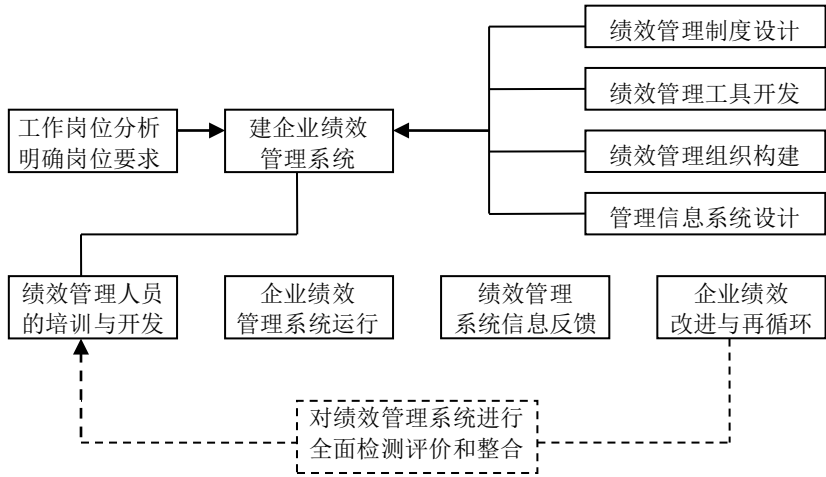 绩效管理制度设计
绩效管理工具开发
工作岗位分析
明确岗位要求
建企业绩效
管理系统
绩效管理组织构建
管理信息系统设计
绩效管理人员
的培训与开发
企业绩效
管理系统运行
绩效管理
系统信息反馈
企业绩效
改进与再循环
对绩效管理系统进行
全面检测评价和整合